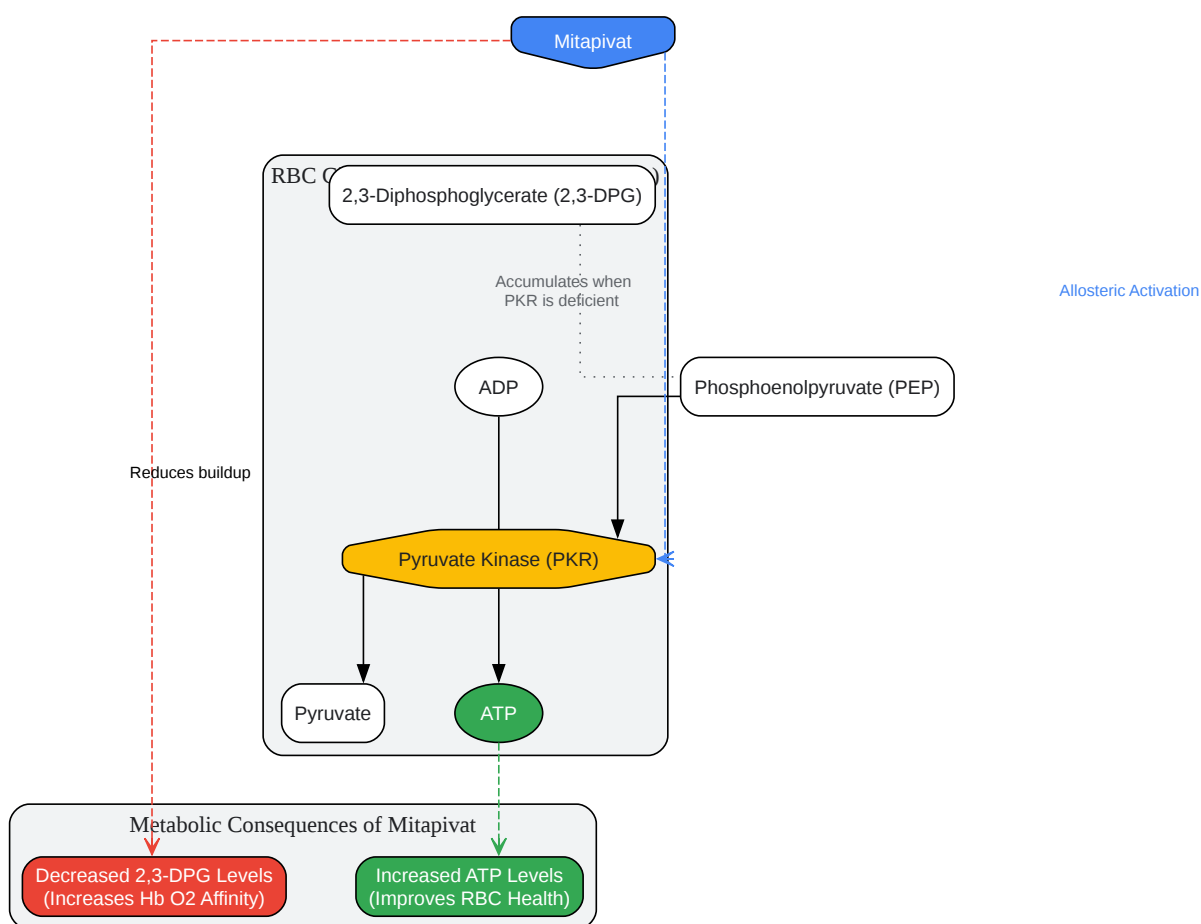 Mitapivat
RBC
)
2,3-Diphosphoglycerate (2,3-DPG)
Accumulates when
PKR is deficient
Allosteric Activation
ADP
Phosphoenolpyruvate (PEP)
Reduces buildup
Pyruvate Kinase (PKR)
Pyruvate
ATP
Metabolic Consequences of Mitapivat
Decreased 2,3-DPG Levels
(Increases Hb O2 Affinity)
Increased ATP Levels
(Improves RBC Health)